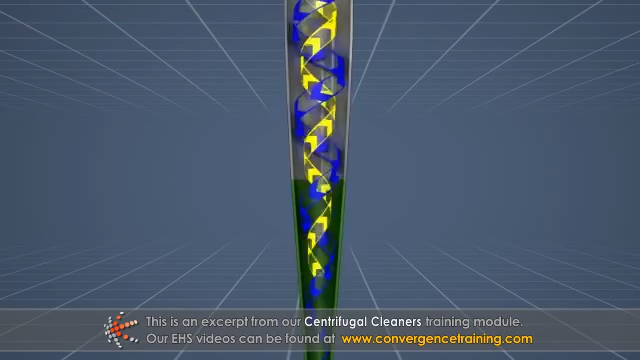 This is an excerpt from our Centrifugal Cleaners training module.
Our EHS videos can be found at www.convergencetraining.com